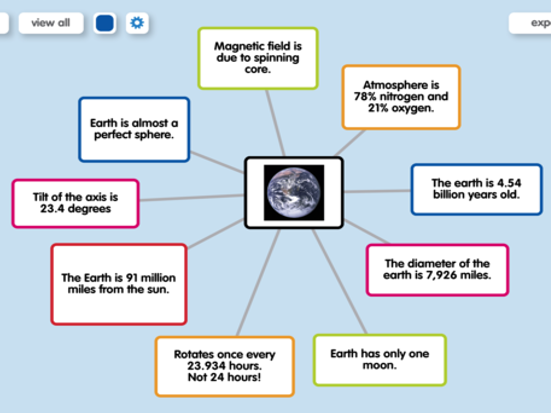 view all
exp
Magnetic field is
due to spinning
core.
Atmosphere is
78% nitrogen and
21% oxygen.
Earth is almost a
perfect sphere.
The earth is 4.54
billion years old.
Tilt of the axis is
23.4 degrees
The diameter of the
earth is 7,926 miles.
The Earth is 91 million
miles from the sun.
Rotates once every
23.934 hours.
Not 24 hours!
Earth has only one
moon.